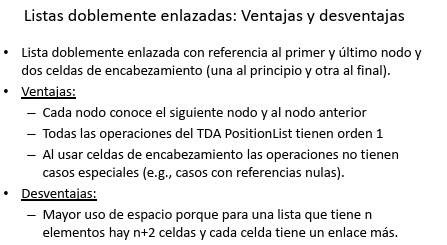 Listas doblemente enlazadas: Ventajas y desventajas
• Lista doblemente enlazada con referencia al primer y último nodo y
dos celdas de encabezamiento (una al principio y otra al final).
• Ventajas:
– Cada nodo conoce el siguiente nodo y al nodo anterior
– Todas las operaciones del TDA PositionList tienen orden 1
– Al usar celdas de encabezamiento las operaciones no tienen
casos especiales (e.g., casos con referencias nulas).
• Desventajas:
– Mayor uso de espacio porque para una lista que tiene n
elementos hay n+2 celdas y cada celda tiene un enlace más.